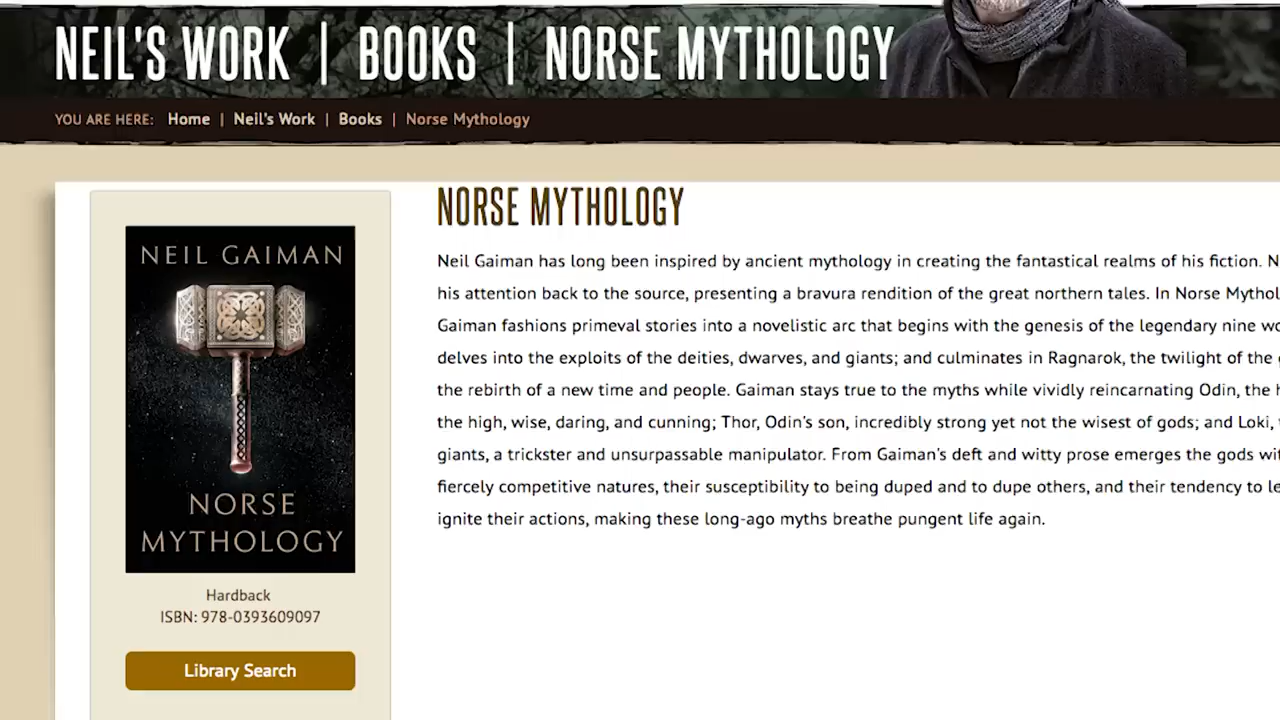 NEIL'S WORK | BOOKS | NORSE MYTHOLOGY
YOU ARE HERE: Home | Neil's Work | Books | Norse Mythology
NORSE MYTHOLOGY
Neil Gaiman has long been inspired by ancient mythology in creating the fantastical realms of his fiction.
his attention back to the source, presenting a bravura rendition of the great northern tales. In Norse
Gaiman fashions primeval stories into a novelistic arc that begins with the genesis of the legendary nine
delves into the exploits of the deities, dwarves, and giants; and culminates in Ragnarok, the twilight of the
the rebirth of a new time and people. Gaiman stays true to the myths while vividly reincarnating Odin, the
the high, wise, daring, and cunning; Thor, Odin's son, incredibly strong yet not the wisest of gods; and Loki,
giants, a trickster and unsurpassable manipulator. From Gaiman's deft and witty prose emerges the gods
fiercely competitive natures, their susceptibility to being duped and to dupe others, and their tendency to
ignite their actions, making these long-ago myths breathe pungent life again.
NEIL GAIMAN
NORSE
MYTHOLOGY
Hardback
ISBN: 978-0393609097
Library Search